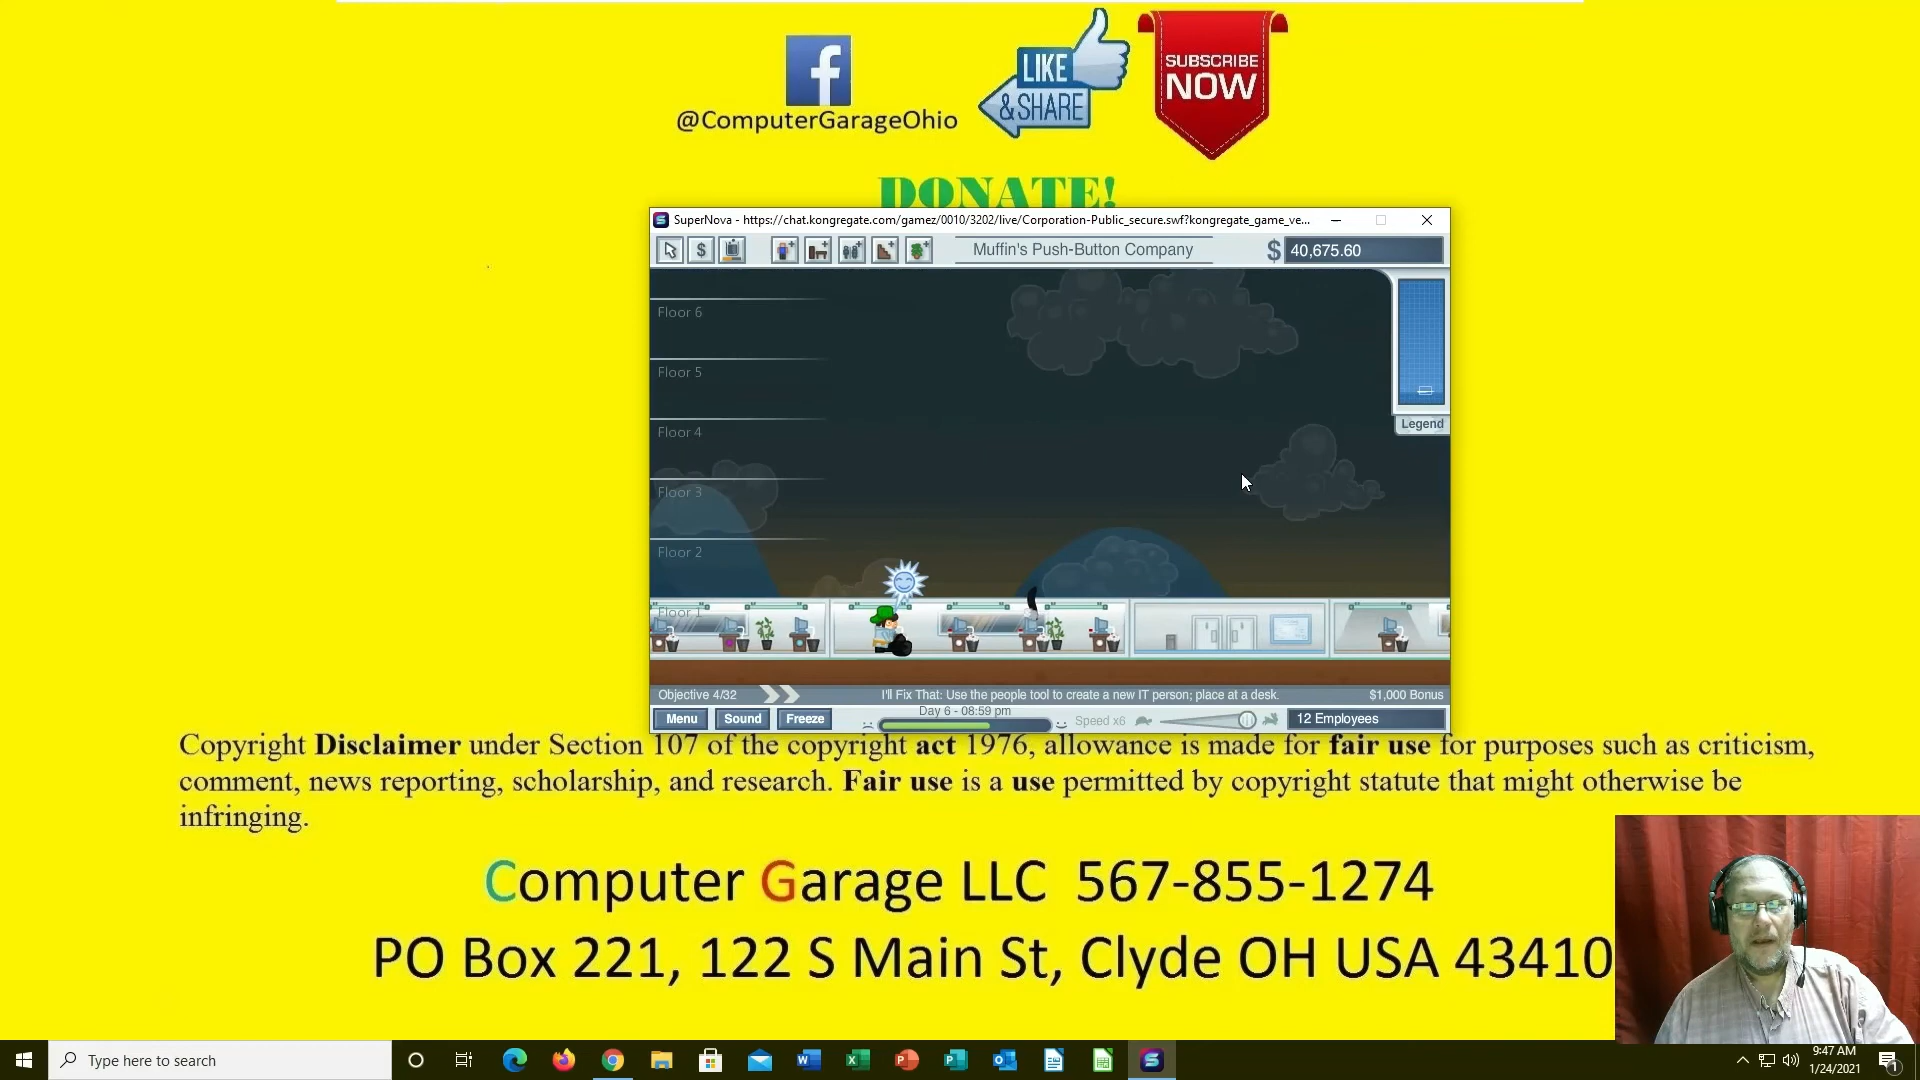 f
LIKE
& SHARE
SUBSCRIBE
NOW
@ComputerGarageOhio
DONATE!
SuperNova - https://chat.kongregate.com/gamez/0010/3202/live/Corporation-Public_secure.swf?kongregate_game_ve...
$ Muffin's Push-Button Company $ 40,675.60
Floor 6
Floor 5
Floor 4
Floor 3
Floor 2
Floor 1
Legend
Objective 4/32 I'll Fix That: Use the people tool to create a new IT person; place at a desk. $1,000 Bonus
Menu Sound Freeze Day 6 - 08:59 pm Speed x6 12 Employees
Copyright Disclaimer under Section 107 of the copyright act 1976, allowance is made for fair use for purposes such as criticism,
comment, news reporting, scholarship, and research. Fair use is a use permitted by copyright statute that might otherwise be
infringing.
Computer Garage LLC 567-855-1274
PO Box 221, 122 S Main St, Clyde OH USA 43410
Type here to search
9:47 AM
1/24/2021
1